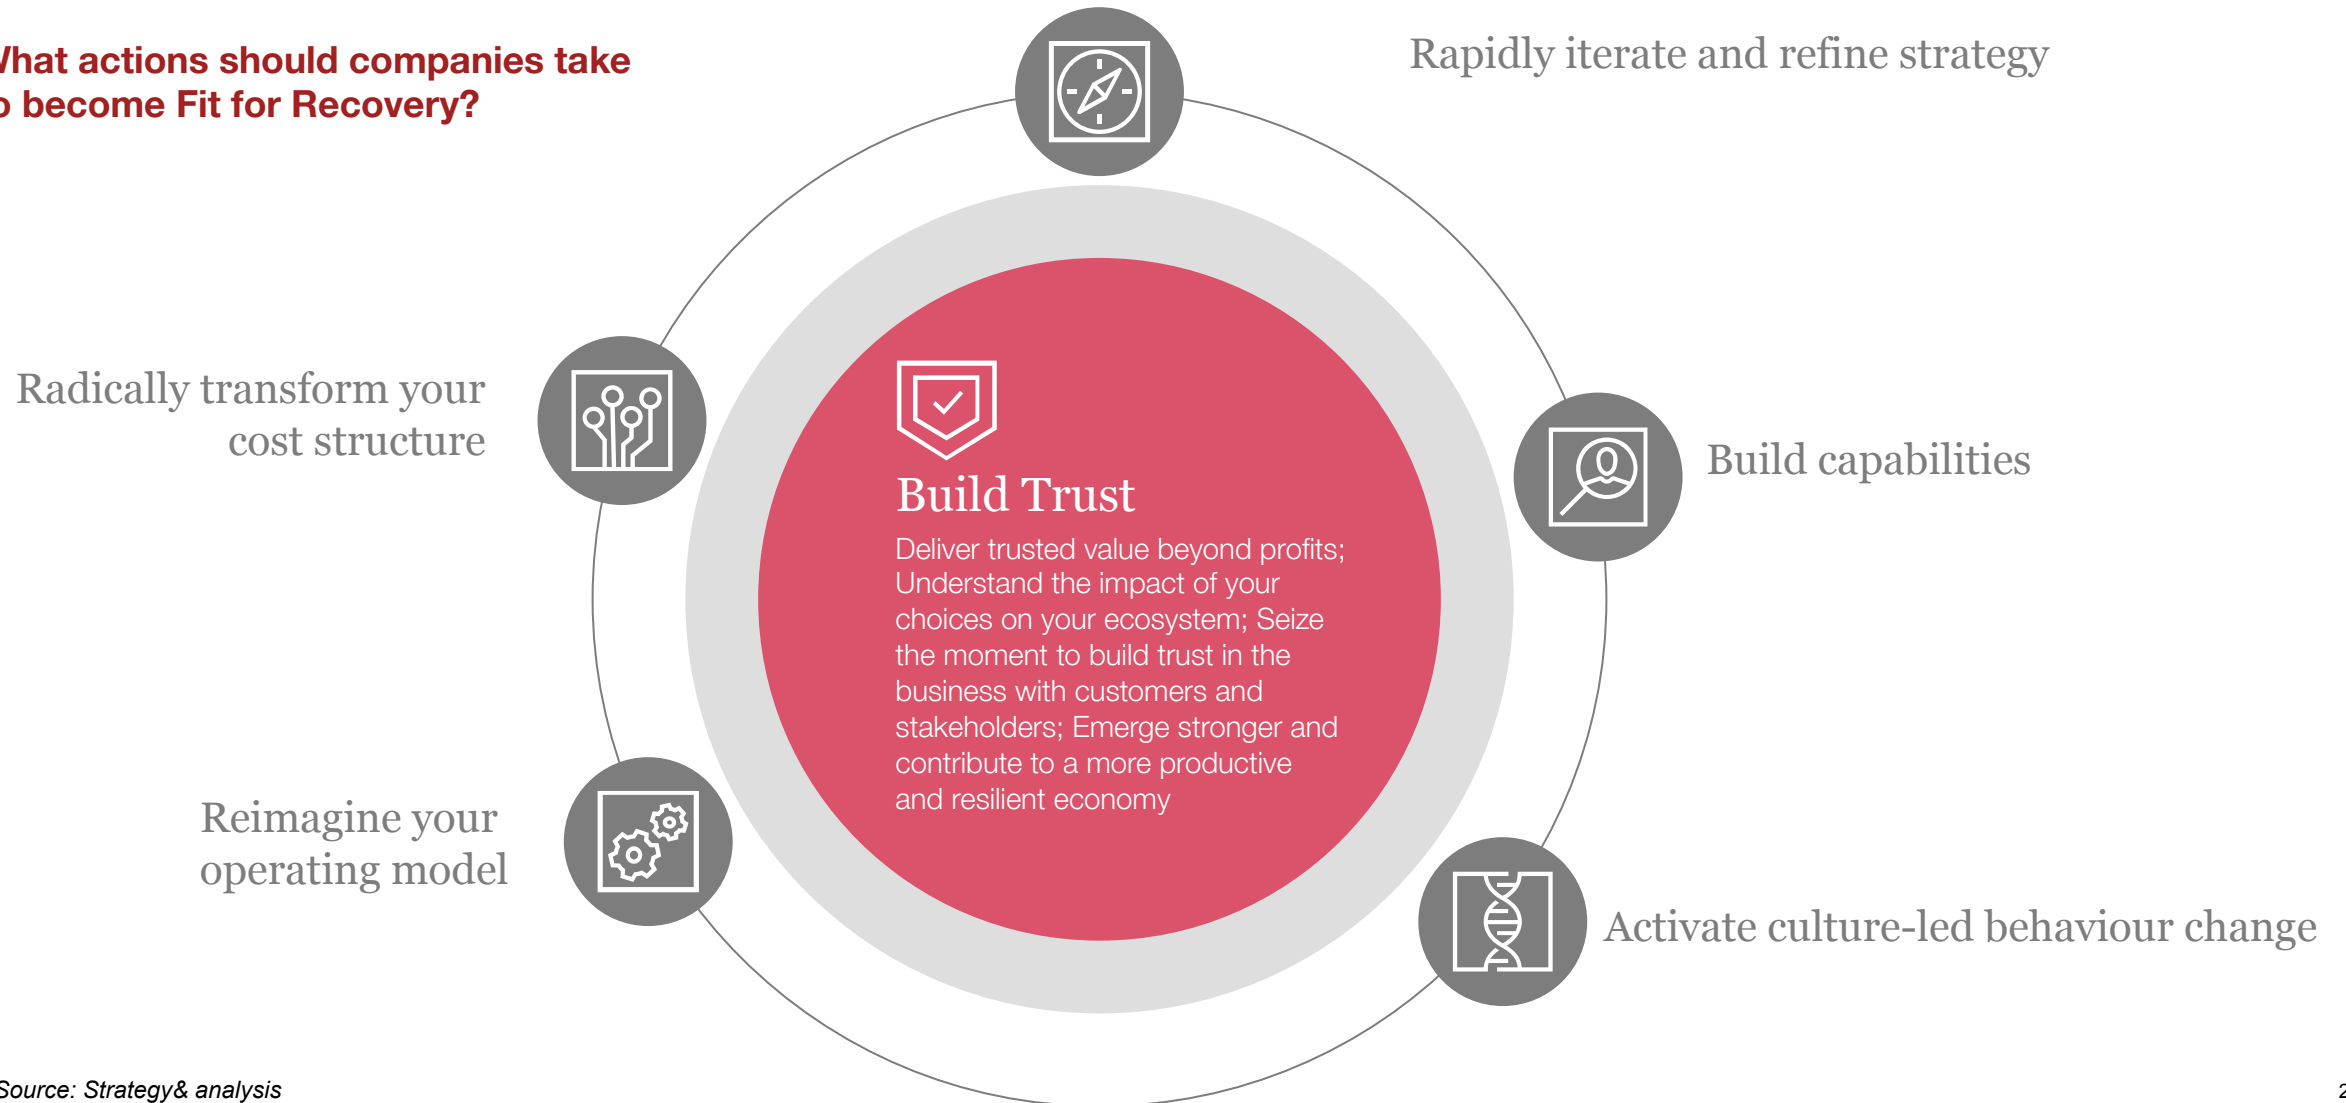 What actions should companies take
to become Fit for Recovery?
Rapidly iterate and refine strategy
Radically transform your
cost structure
Build capabilities
Build Trust
Deliver trusted value beyond profits;
Understand the impact of your
choices on your ecosystem; Seize
the moment to build trust in the
business with customers and
stakeholders; Emerge stronger and
contribute to a more productive
and resilient economy
Reimagine your
operating model
Activate culture-led behaviour change
Source: Strategy& analysis
2